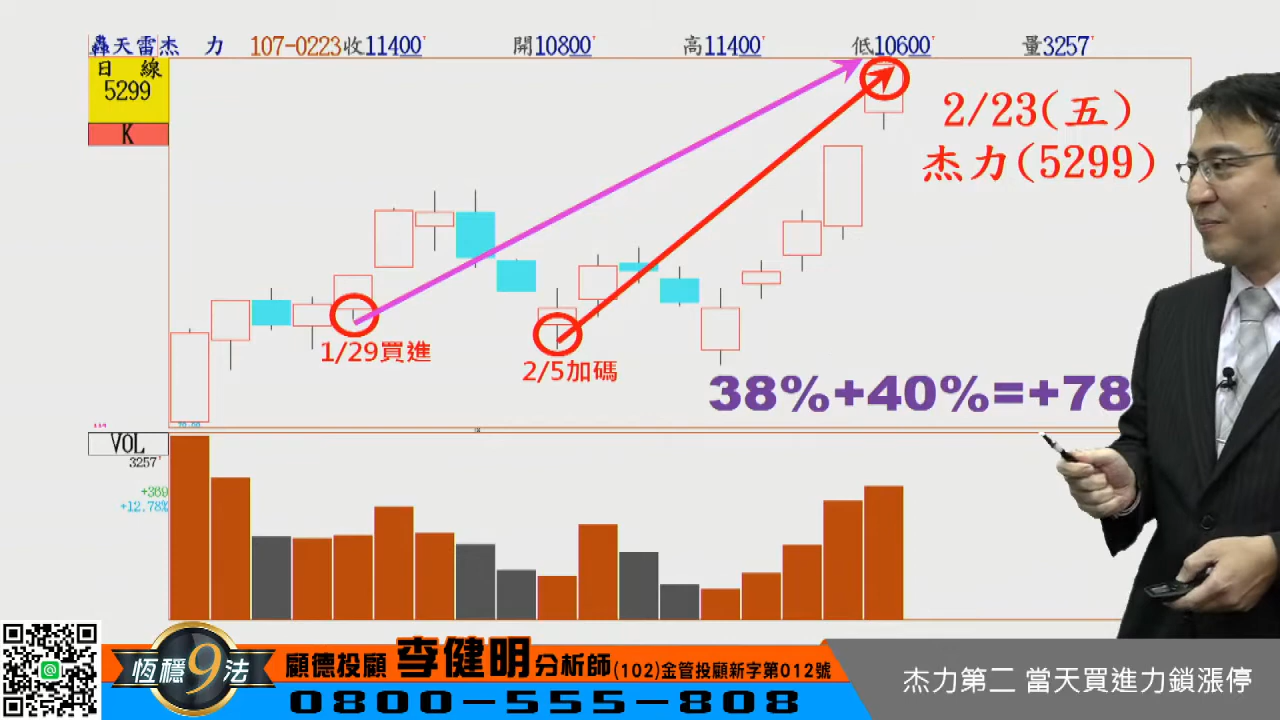 轟天雷杰 力 107-0223收11400' 開10800' 高11400' 低10600' 量3257'
日 線
5299
K
2/23(五)
杰力(5299)
1/29買進
2/5加碼
38%+40%=+78
VOL
3257'
+369
+12.78%
恆穩9法
顧德投顧 李健明分析師(102)金管投顧新字第012號
0800-555-808
杰力第二 當天買進力鎖漲停